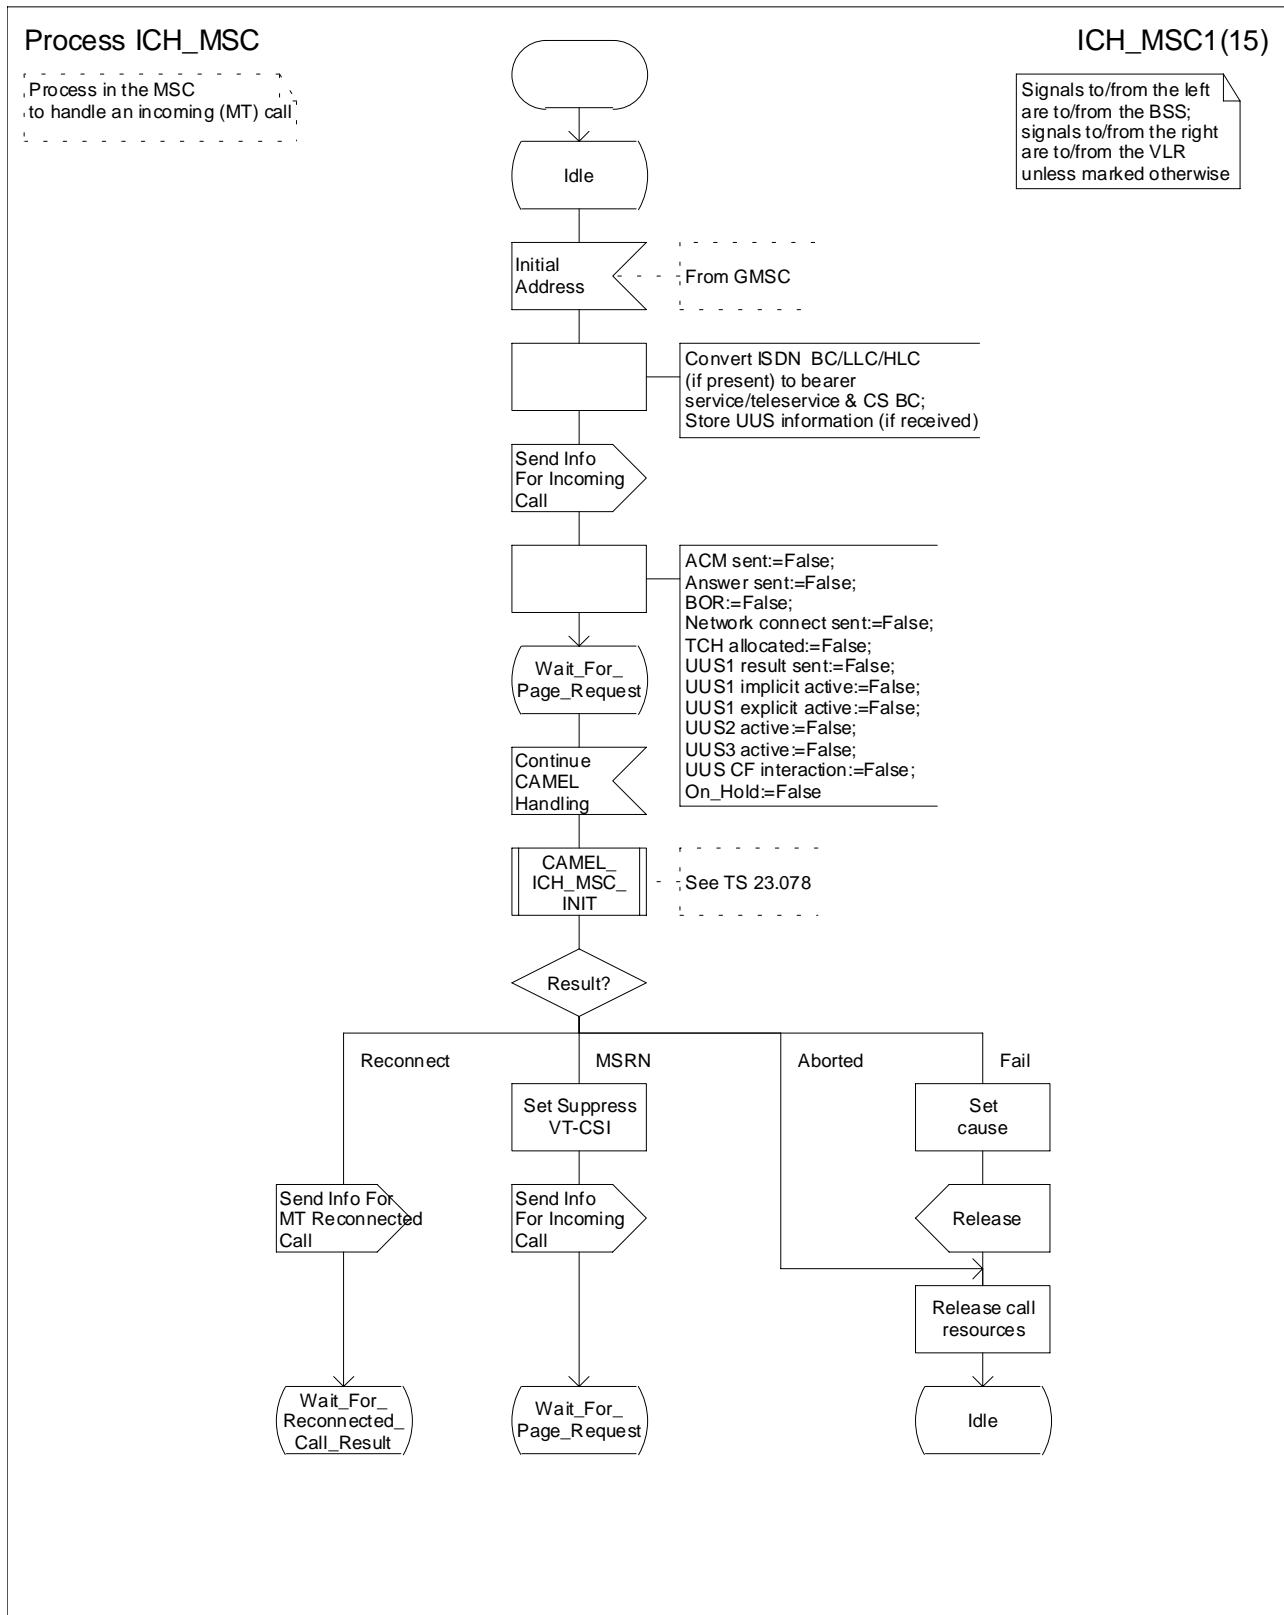 Process ICH_MSC
ICH_MSC1(15)
Process in the MSC
to handle an incoming (MT) call
Signals to/from the left
are to/from the BSS;
signals to/from the right
are to/from the VLR
unless marked otherwise
Idle
Initial
Address
From GMSC
Convert ISDN BC/LLC/HLC
(if present) to bearer
service/teleservice & CS BC;
Store UUS information (if received)
Send Info
For Incoming
Call
ACM sent:=False;
Answer sent:=False;
BOR:=False;
Network connect sent:=False;
TCH allocated:=False;
UUS1 result sent:=False;
UUS1 implicit active:=False;
UUS1 explicit active:=False;
UUS2 active:=False;
UUS3 active:=False;
UUS CF interaction:=False;
On_Hold:=False
Wait_For_
Page_Request
Continue
CAMEL
Handling
CAMEL_
ICH_MSC_
INIT
See TS 23.078
Result?
Reconnect
MSRN
Aborted
Fail
Set Suppress
VT-CSI
Set
cause
Send Info For
MT Reconnected
Call
Send Info
For Incoming
Call
Release
Release call
resources
Wait_For_
Reconnected_
Call_Result
Wait_For_
Page_Request
Idle